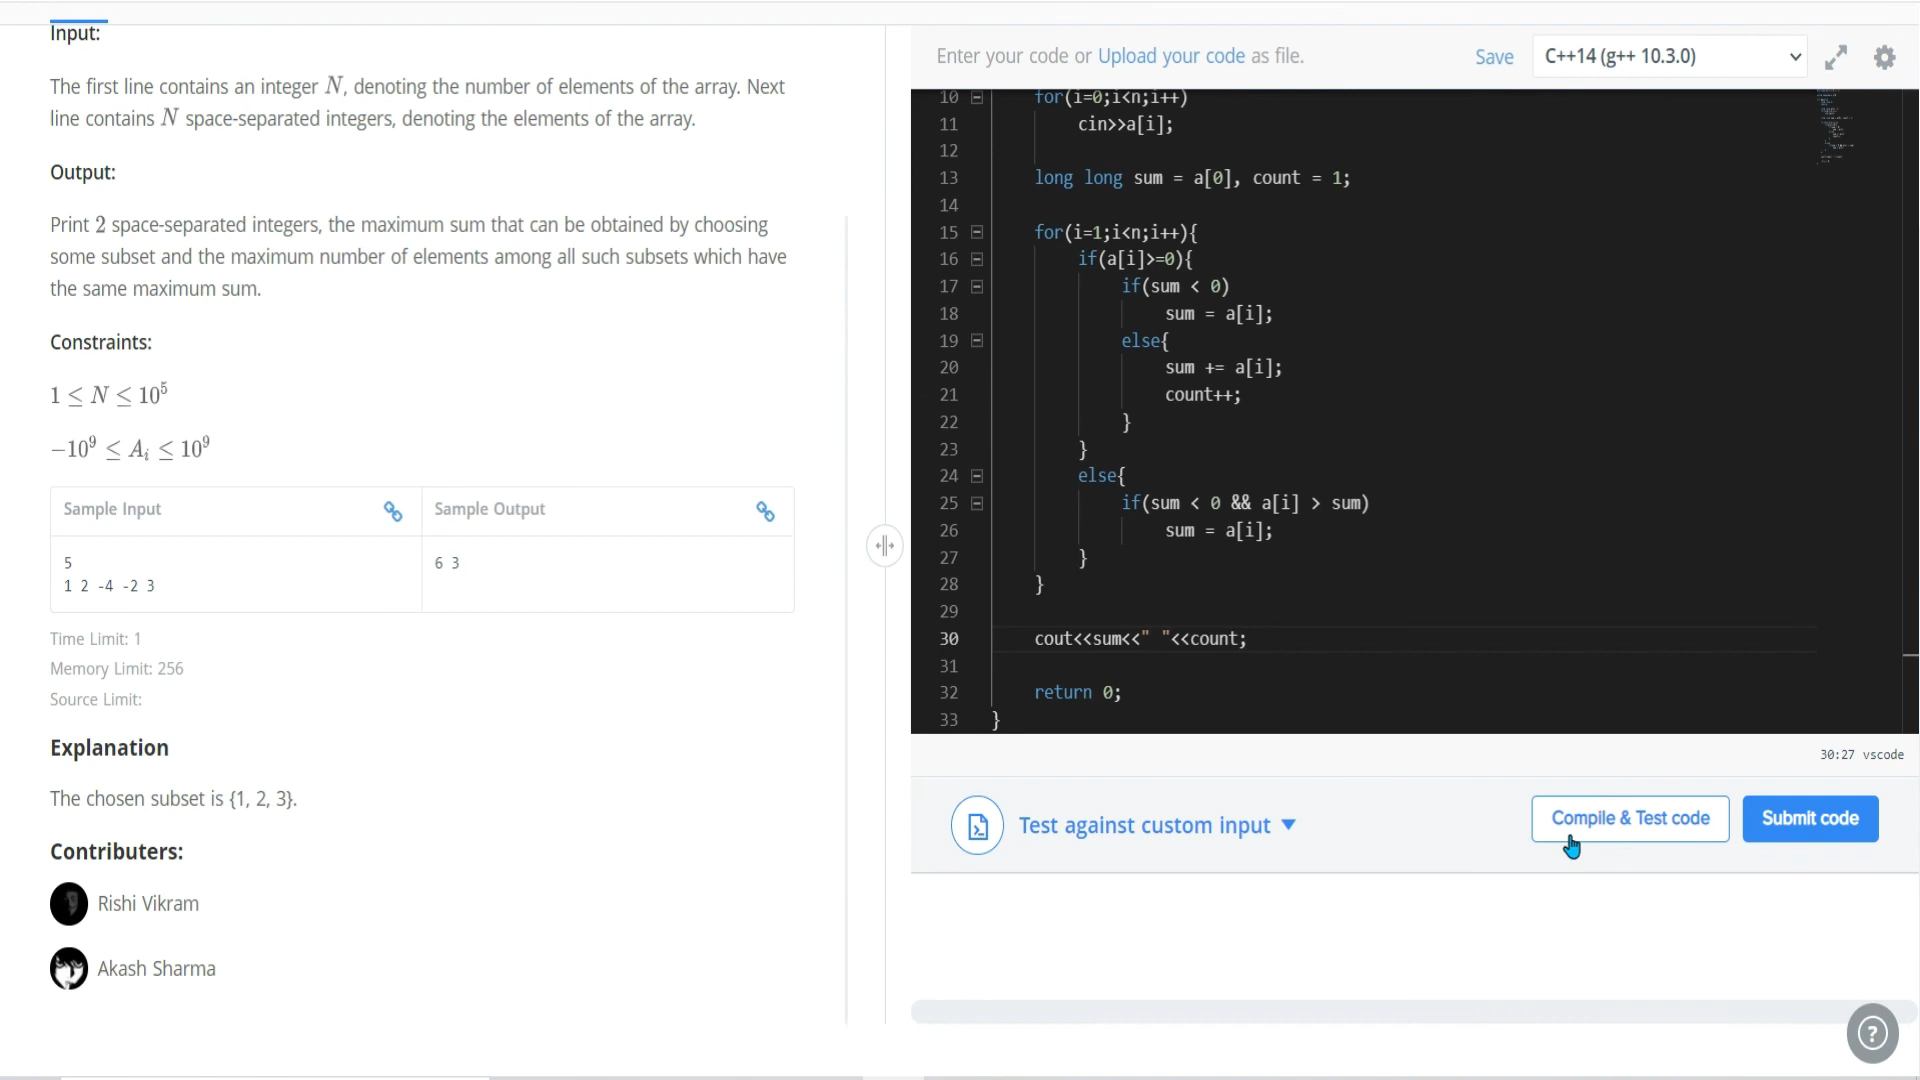 Input:
The first line contains an integer N, denoting the number of elements of the array. Next
line contains N space-separated integers, denoting the elements of the array.
Output:
Print 2 space-separated integers, the maximum sum that can be obtained by choosing
some subset and the maximum number of elements among all such subsets which have
the same maximum sum.
Constraints:
1 ≤ N ≤ 10^5
−10^9 ≤ A_i ≤ 10^9
Sample Input
Sample Output
5
1 2 -4 -2 3
6 3
Time Limit: 1
Memory Limit: 256
Source Limit:
Explanation
The chosen subset is {1, 2, 3}.
Contributers:
Rishi Vikram
Akash Sharma
Enter your code or Upload your code as file.
Save
C++14 (g++ 10.3.0)
10 for(i=0;i<n;i++)
11 cin>>a[i];
12
13 long long sum = a[0], count = 1;
14
15 for(i=1;i<n;i++){
16 if(a[i]>=0){
17 if(sum < 0)
18 sum = a[i];
19 else{
20 sum += a[i];
21 count++;
22 }
23 }
24 else{
25 if(sum < 0 && a[i] > sum)
26 sum = a[i];
27 }
28 }
29
30 cout<<sum<<" "<<count;
31
32 return 0;
33 }
30:27 vscode
Test against custom input
Compile & Test code
Submit code
?